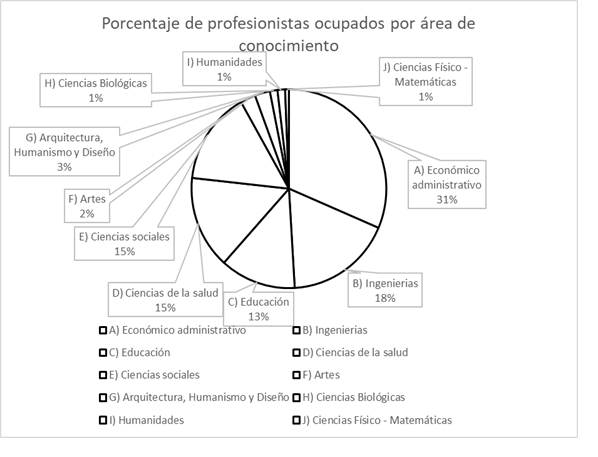 Porcentaje de profesionistas ocupados por área de
conocimiento
I) Humanidades
1%
J) Ciencias Físico -
Matemáticas
1%
H) Ciencias Biológicas
1%
G) Arquitectura,
Humanismo y Diseño
3%
A) Económico
administrativo
31%
F) Artes
2%
E) Ciencias sociales
15%
B) Ingenierias
18%
D) Ciencias de la salud
15%
C) Educación
13%
A) Económico administrativo
B) Ingenierias
C) Educación
D) Ciencias de la salud
E) Ciencias sociales
F) Artes
G) Arquitectura, Humanismo y Diseño
H) Ciencias Biológicas
I) Humanidades
J) Ciencias Físico - Matemáticas